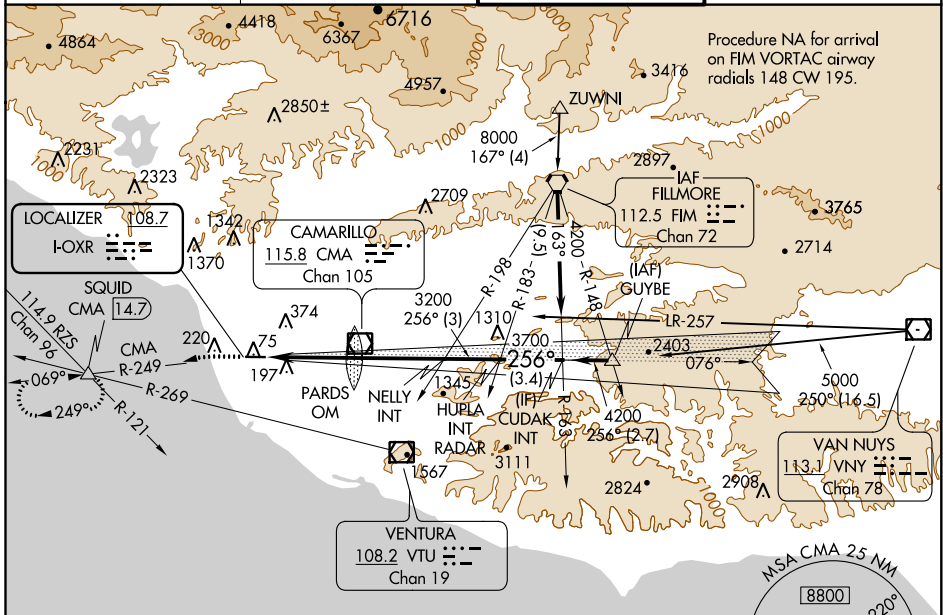 4418
6716
6367
4864
3000
3000
4957
3416
Procedure NA for arrival
on FIM VORTAC airway
radials 148 CW 195.
2850±
ZUWNI
1000
1000
8000
167° (4)
2231
1000
2323
2897
IAF
FILLMORE
112.5 FIM
Chan 72
2709
3765
LOCALIZER 108.7
I-OXR
1342
1370
CAMARILLO
115.8 CMA
Chan 105
2714
4200
163°
(9.5)
R-198
R-183
R-148
(IAF)
GUYBE
SQUID
CMA 14.7
114.9 RZS
Chan 96
374
3200
256° (3)
1310
LR-257
220
75
197
3700
256°
(3.4)
2403
076°
CMA
R-249
R-269
069°
249°
R-121
PARDS
OM
NELLY
INT
1345
HUPLA
INT
RADAR
(IF)
CUDAK
INT
R-163
4200
256° (2.7)
5000
250° (16.5)
VAN NUYS
113.1 VNY
Chan 78
1567
3111
2824
2908
1000
VENTURA
108.2 VTU
Chan 19
MSA CMA 25 NM
8800
220°